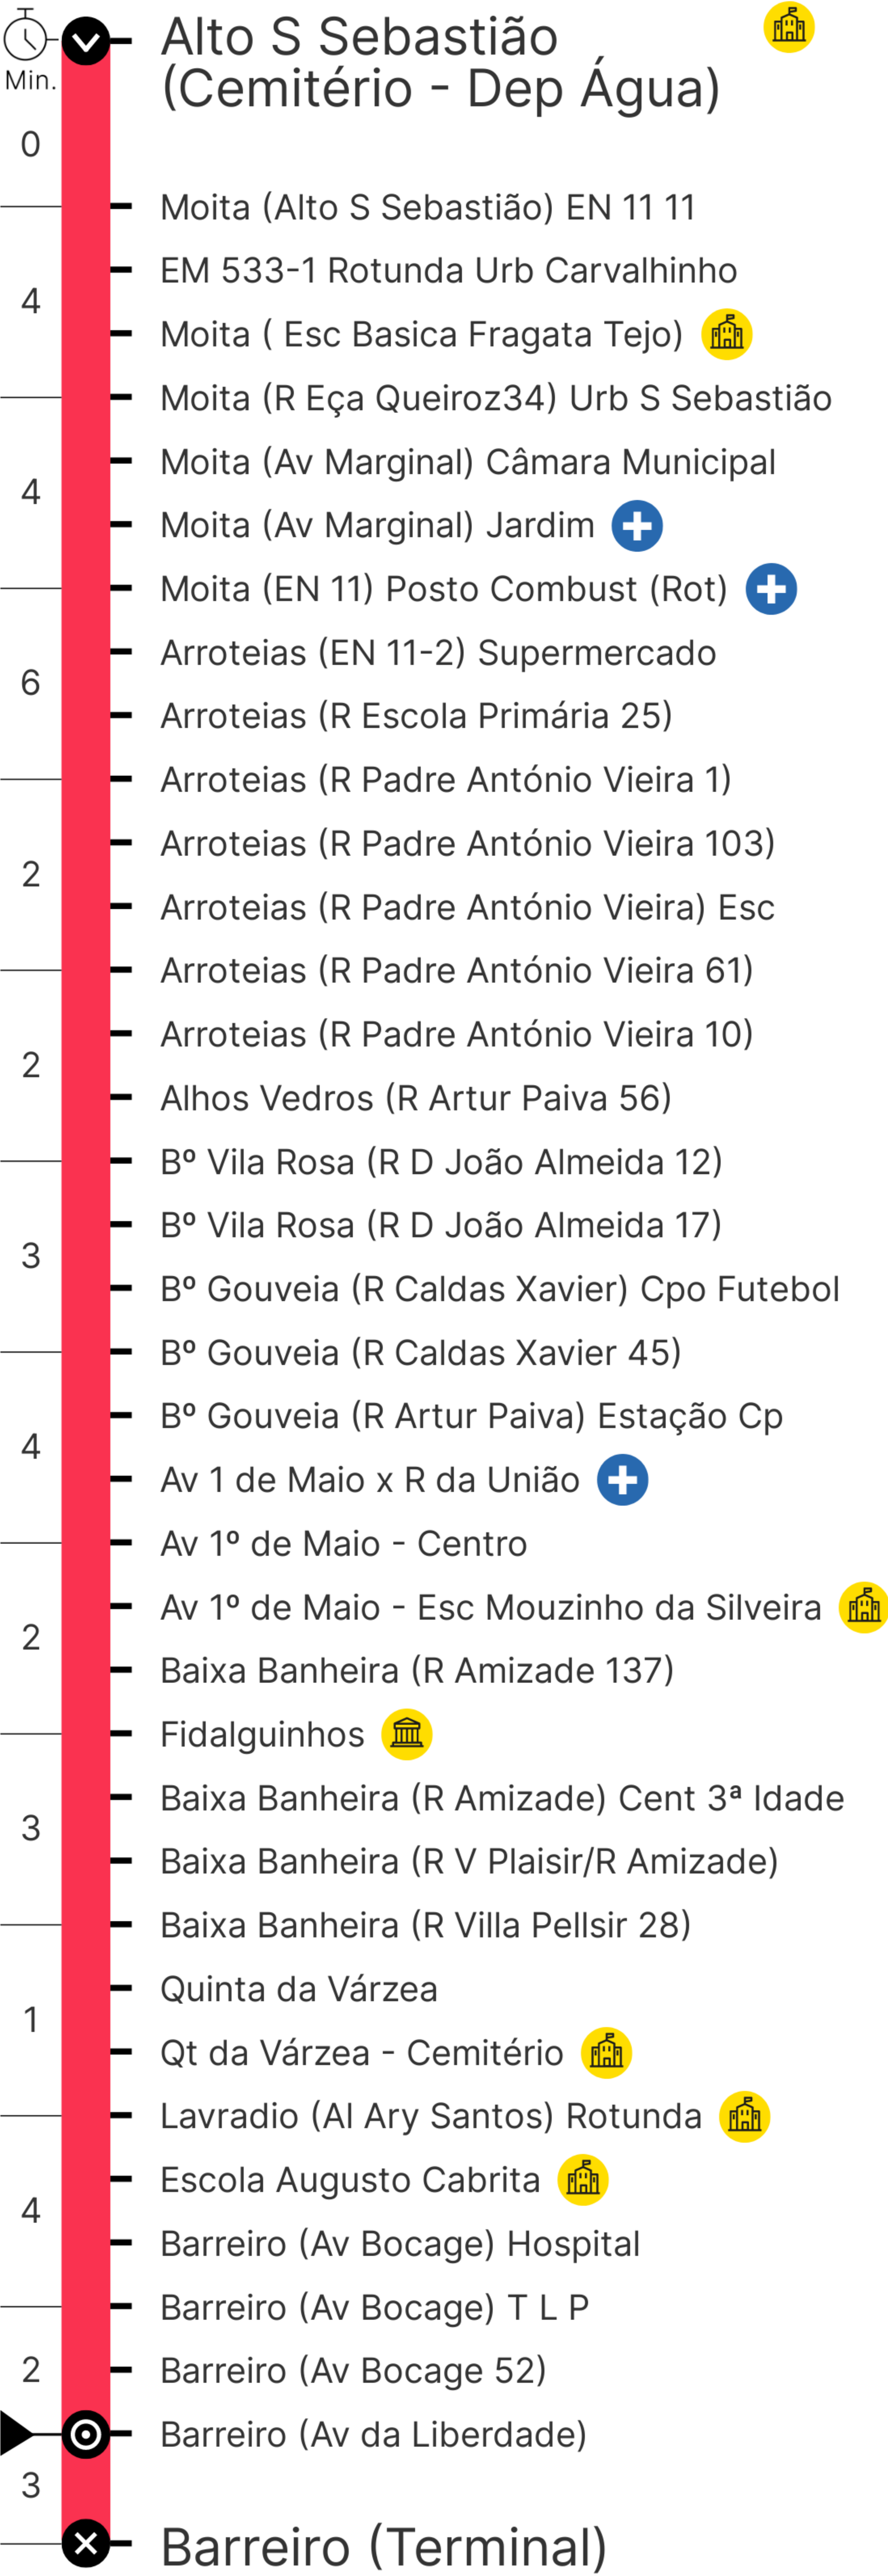 Min.
Alto S Sebastião
(Cemitério - Dep Água)
0
Moita (Alto S Sebastião) EN 11 11
EM 533-1 Rotunda Urb Carvalhinho
4
Moita ( Esc Basica Fragata Tejo)
Moita (R Eça Queiroz34) Urb S Sebastião
Moita (Av Marginal) Câmara Municipal
4
Moita (Av Marginal) Jardim
Moita (EN 11) Posto Combust (Rot)
Arroteias (EN 11-2) Supermercado
6
Arroteias (R Escola Primária 25)
Arroteias (R Padre António Vieira 1)
Arroteias (R Padre António Vieira 103)
2
Arroteias (R Padre António Vieira) Esc
Arroteias (R Padre António Vieira 61)
Arroteias (R Padre António Vieira 10)
2
Alhos Vedros (R Artur Paiva 56)
Bº Vila Rosa (R D João Almeida 12)
Bº Vila Rosa (R D João Almeida 17)
3
Bº Gouveia (R Caldas Xavier) Cpo Futebol
Bº Gouveia (R Caldas Xavier 45)
Bº Gouveia (R Artur Paiva) Estação Cp
4
Av 1 de Maio x R da União
Av 1º de Maio - Centro
Av 1º de Maio - Esc Mouzinho da Silveira
2
Baixa Banheira (R Amizade 137)
Fidalguinhos
Baixa Banheira (R Amizade) Cent 3ª Idade
3
Baixa Banheira (R V Plaisir/R Amizade)
Baixa Banheira (R Villa Pellsir 28)
Quinta da Várzea
1
Qt da Várzea - Cemitério
Lavradio (Al Ary Santos) Rotunda
Escola Augusto Cabrita
4
Barreiro (Av Bocage) Hospital
Barreiro (Av Bocage) T L P
2
Barreiro (Av Bocage 52)
Barreiro (Av da Liberdade)
3
Barreiro (Terminal)